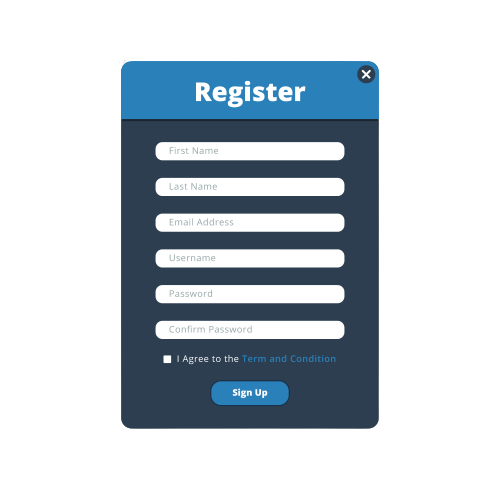 Register
First Name
Last Name
Email Address
Username
Password
Confirm Password
I Agree to the Term and Condition
Sign Up